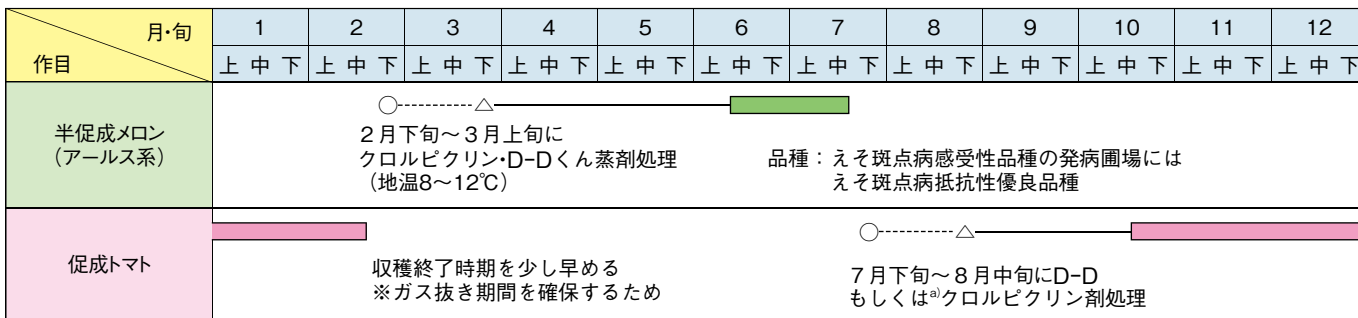 月・旬
作目
1 2 3 4 5 6 7 8 9 10 11 12
上 中 下 上 中 下 上 中 下 上 中 下 上 中 下 上 中 下 上 中 下 上 中 下 上 中 下 上 中 下 上 中 下 上 中 下
半促成メロン
（アールス系）
2月下旬～3月上旬に
クロルピクリン・D-Dくん蒸剤処理
（地温8～12℃）
品種：えそ斑点病感受性品種の発病圃場には
えそ斑点病抵抗性優良品種
促成トマト
収穫終了時期を少し早める
※ガス抜き期間を確保するため
7月下旬～8月中旬にD-D
もしくはa)クロルピクリン剤処理